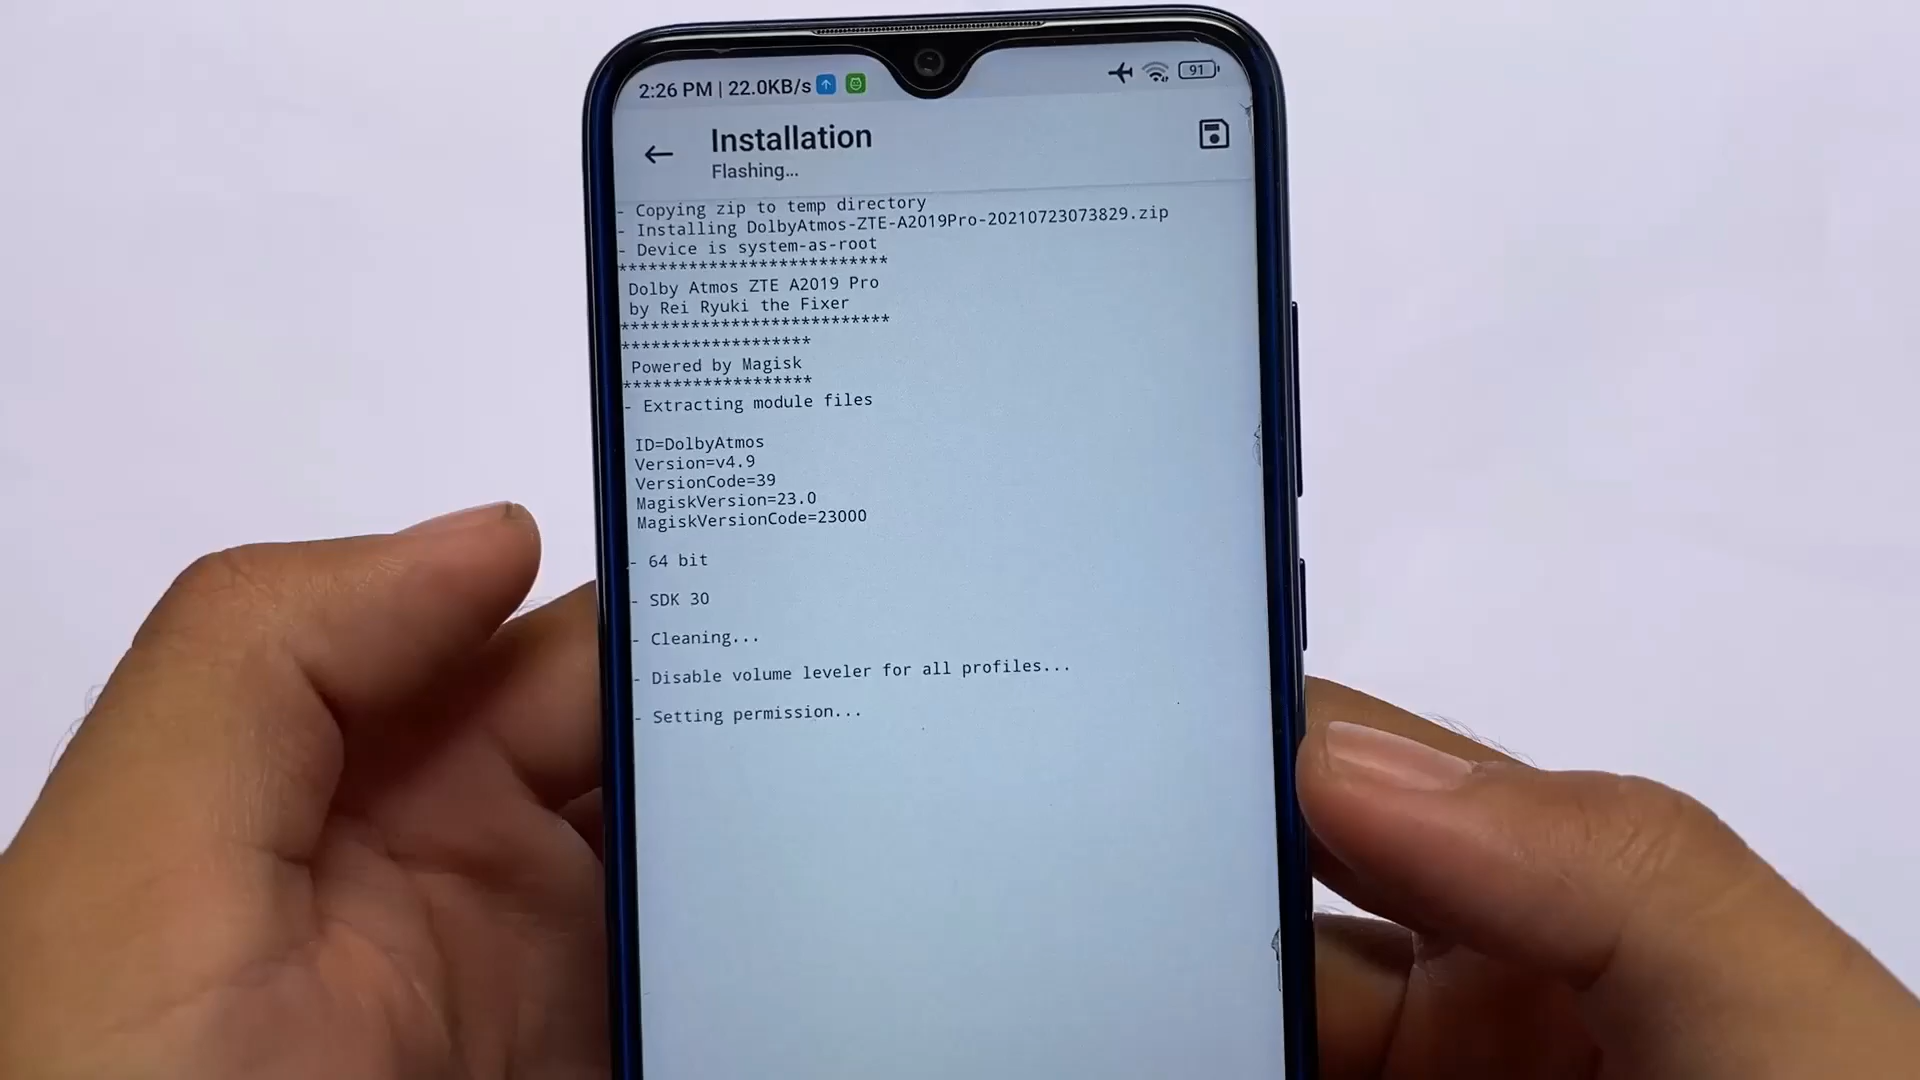 2:26 PM | 22.0KB/s 91
Installation
Flashing...
- Copying zip to temp directory
- Installing DolbyAtmos-ZTE-A2019Pro-20210723073829.zip
- Device is system-as-root
**************************
Dolby Atmos ZTE A2019 Pro
by Rei Ryuki the Fixer
**************************
******************
Powered by Magisk
******************
- Extracting module files
ID=DolbyAtmos
Version=v4.9
VersionCode=39
MagiskVersion=23.0
MagiskVersionCode=23000
- 64 bit
- SDK 30
- Cleaning...
- Disable volume leveler for all profiles...
- Setting permission...